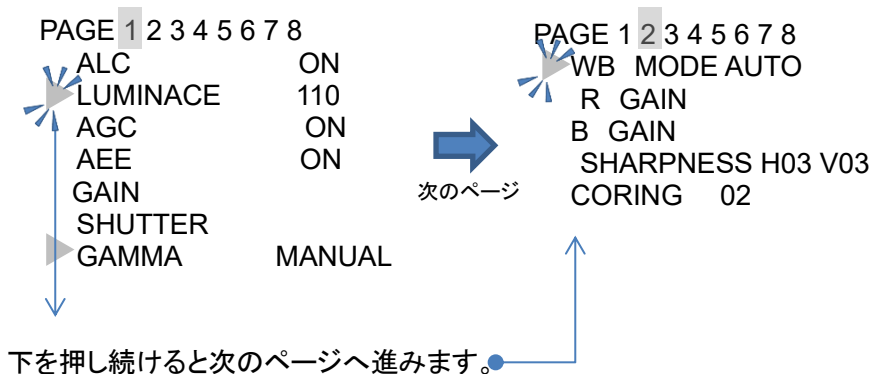 PAGE 1 2 3 4 5 6 7 8
ALC ON
LUMINACE 110
AGC ON
AEE ON
GAIN
SHUTTER
GAMMA MANUAL
次のページ
PAGE 1 2 3 4 5 6 7 8
WB MODE AUTO
R GAIN
B GAIN
SHARPNESS H03 V03
CORING 02
下を押し続けると次のページへ進みます。